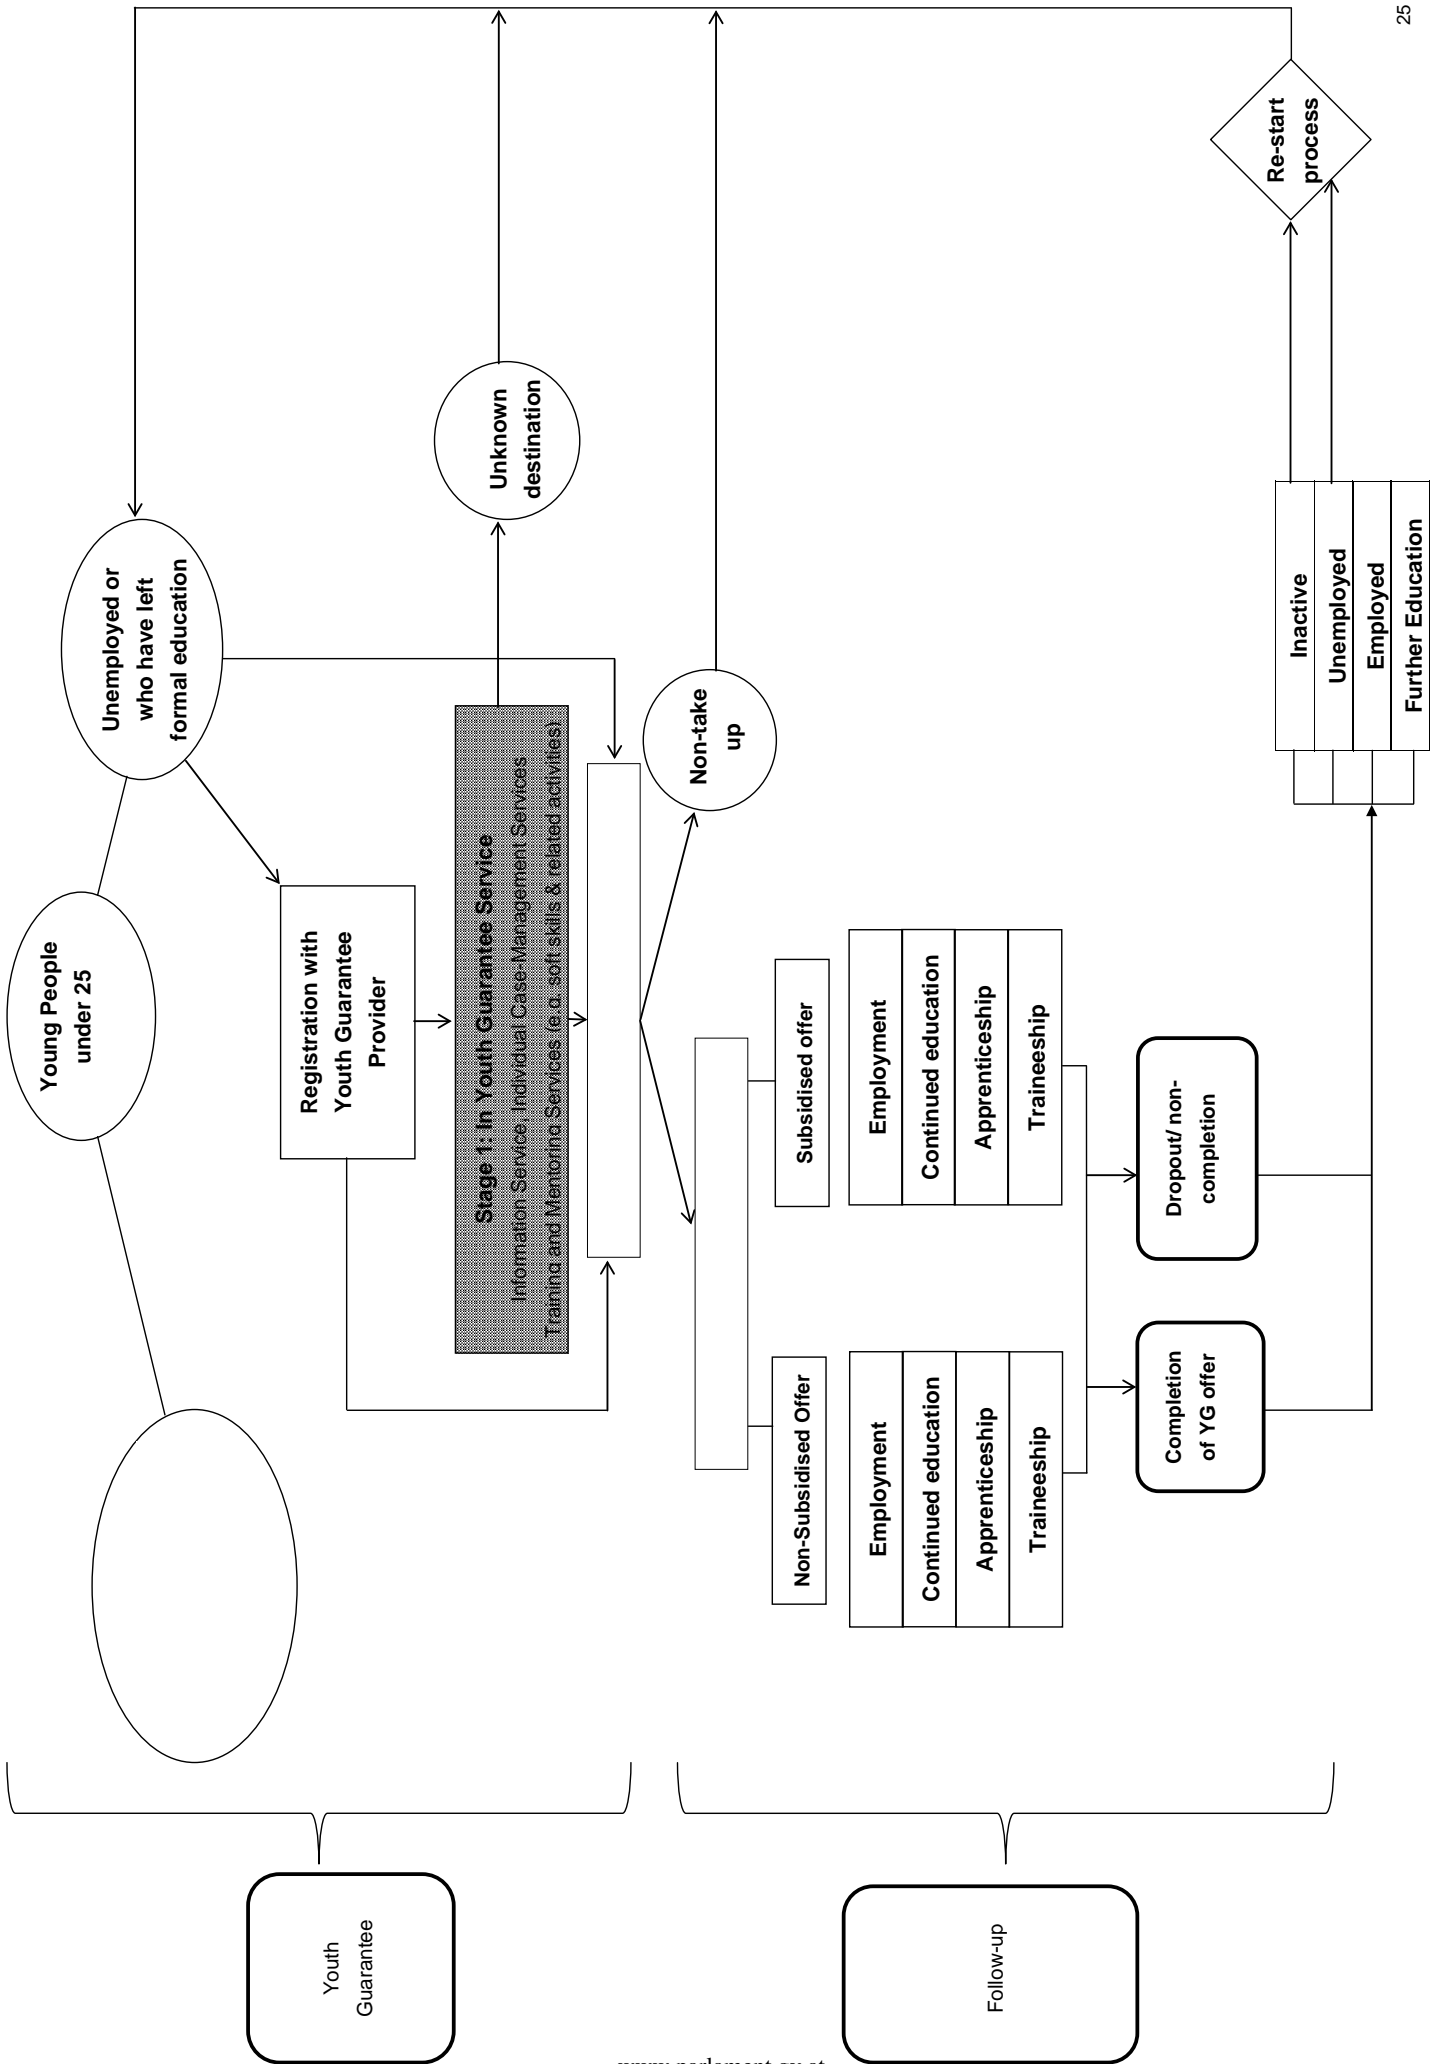 Young People
under 25
Unemployed or
who have left
formal education
Registration with
Youth Guarantee
Provider
Stage 1: In Youth Guarantee Service
Information Service, Individual Case-Management Services
Training and Mentoring Services (e.g. soft skills & related activities)
Unknown
destination
Youth
Guarantee
Non-take
up
Non-Subsidised Offer
Subsidised offer
Employment
Continued education
Apprenticeship
Traineeship
Employment
Continued education
Apprenticeship
Traineeship
Completion
of YG offer
Dropout/ non-
completion
Follow-up
Inactive
Unemployed
Employed
Further Education
Re-start
process
25
www.parlament.gv.at